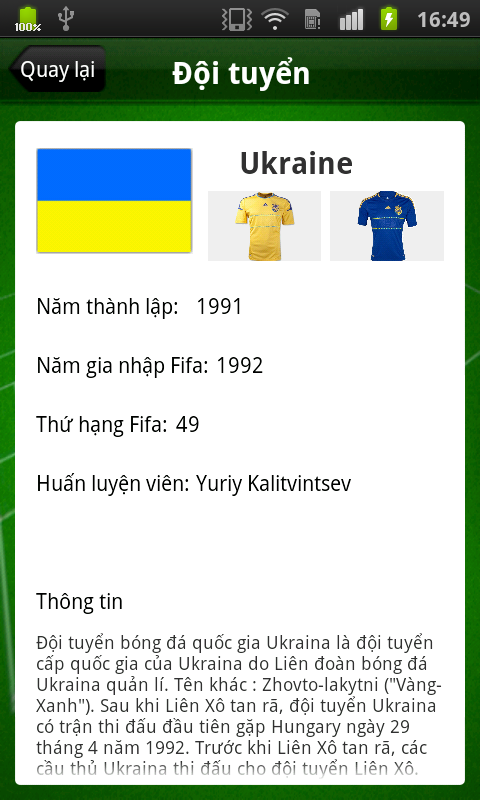 100%
16:49
Quay lại
Đội tuyển
Ukraine
Năm thành lập: 1991
Năm gia nhập Fifa: 1992
Thứ hạng Fifa: 49
Huấn luyện viên: Yuriy Kalitvintsev
Thông tin
Đội tuyển bóng đá quốc gia Ukraina là đội tuyển
cấp quốc gia của Ukraina do Liên đoàn bóng đá
Ukraina quản lí. Tên khác : Zhovto-lakytni ("Vàng-
Xanh"). Sau khi Liên Xô tan rã, đội tuyển Ukraina
có trận thi đấu đầu tiên gặp Hungary ngày 29
tháng 4 năm 1992. Trước khi Liên Xô tan rã, các
cầu thủ Ukraina thi đấu cho đội tuyển Liên Xô.